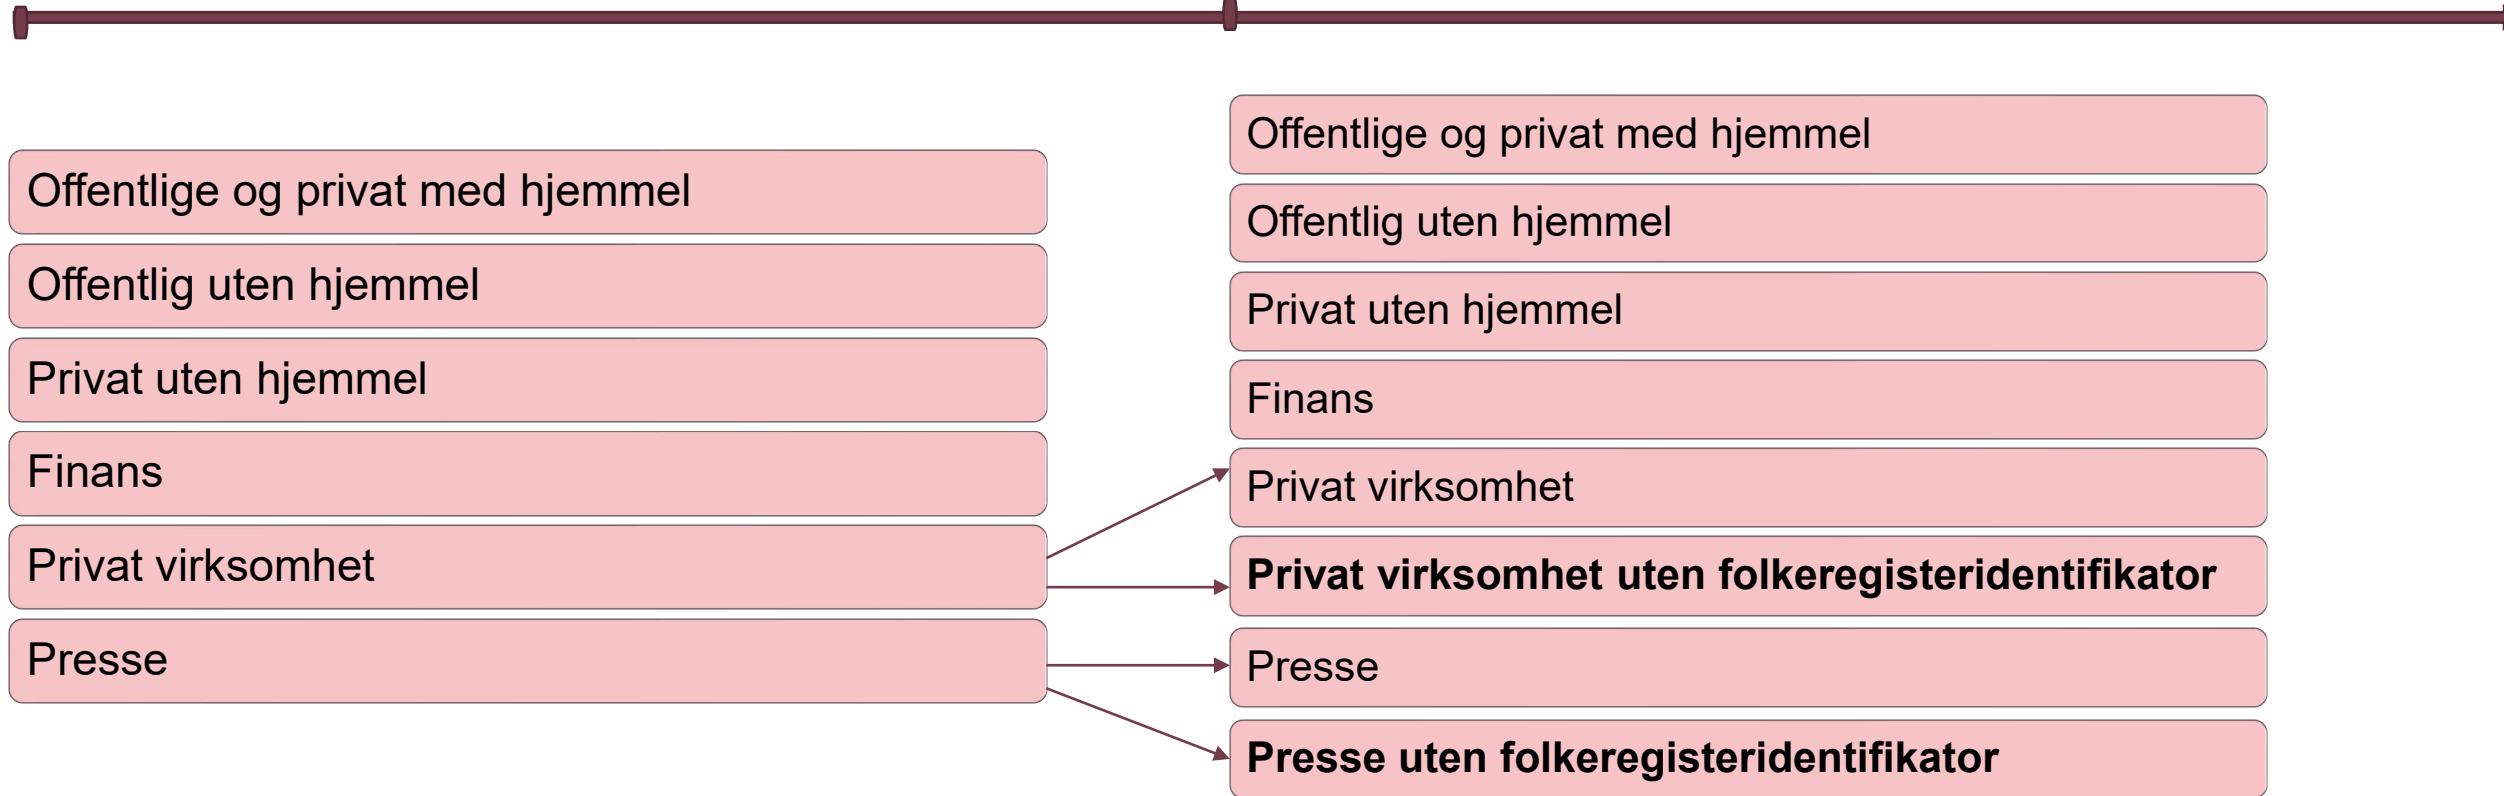 Offentlige og privat med hjemmel
Offentlig uten hjemmel
Privat uten hjemmel
Finans
Privat virksomhet
Presse
Offentlige og privat med hjemmel
Offentlig uten hjemmel
Privat uten hjemmel
Finans
Privat virksomhet
Privat virksomhet uten folkeregisteridentifikator
Presse
Presse uten folkeregisteridentifikator